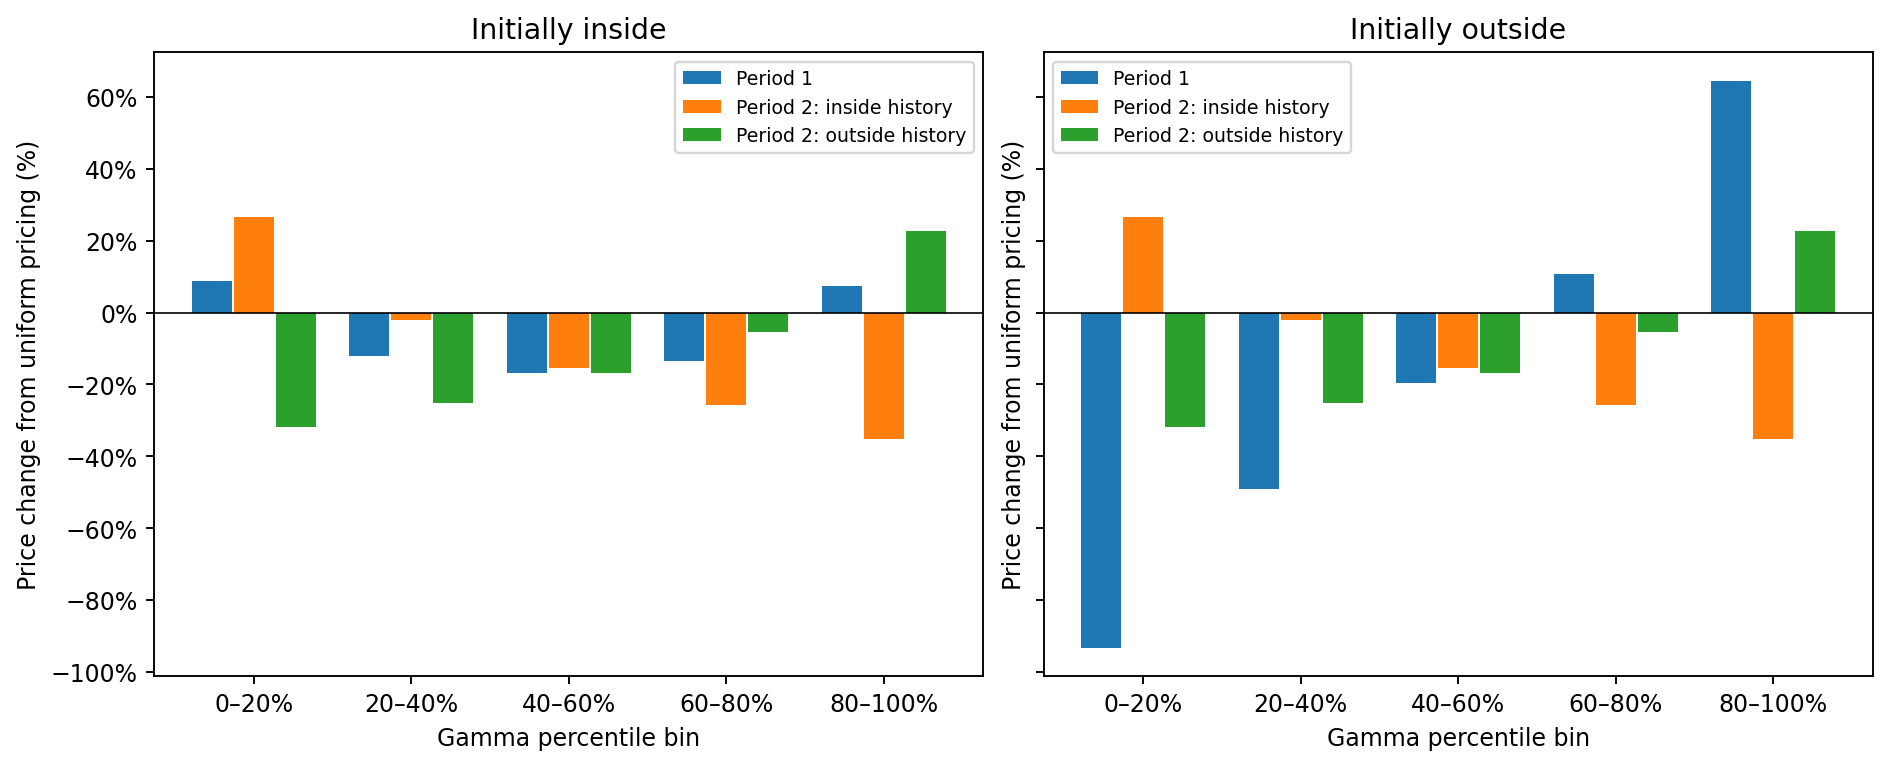 Initially inside
Price change from uniform pricing (%)
60%
40%
20%
0%
−20%
−40%
−60%
−80%
−100%
Period 1
Period 2: inside history
Period 2: outside history
0–20%
20–40%
40–60%
60–80%
80–100%
Gamma percentile bin
Initially outside
Price change from uniform pricing (%)
Period 1
Period 2: inside history
Period 2: outside history
0–20%
20–40%
40–60%
60–80%
80–100%
Gamma percentile bin